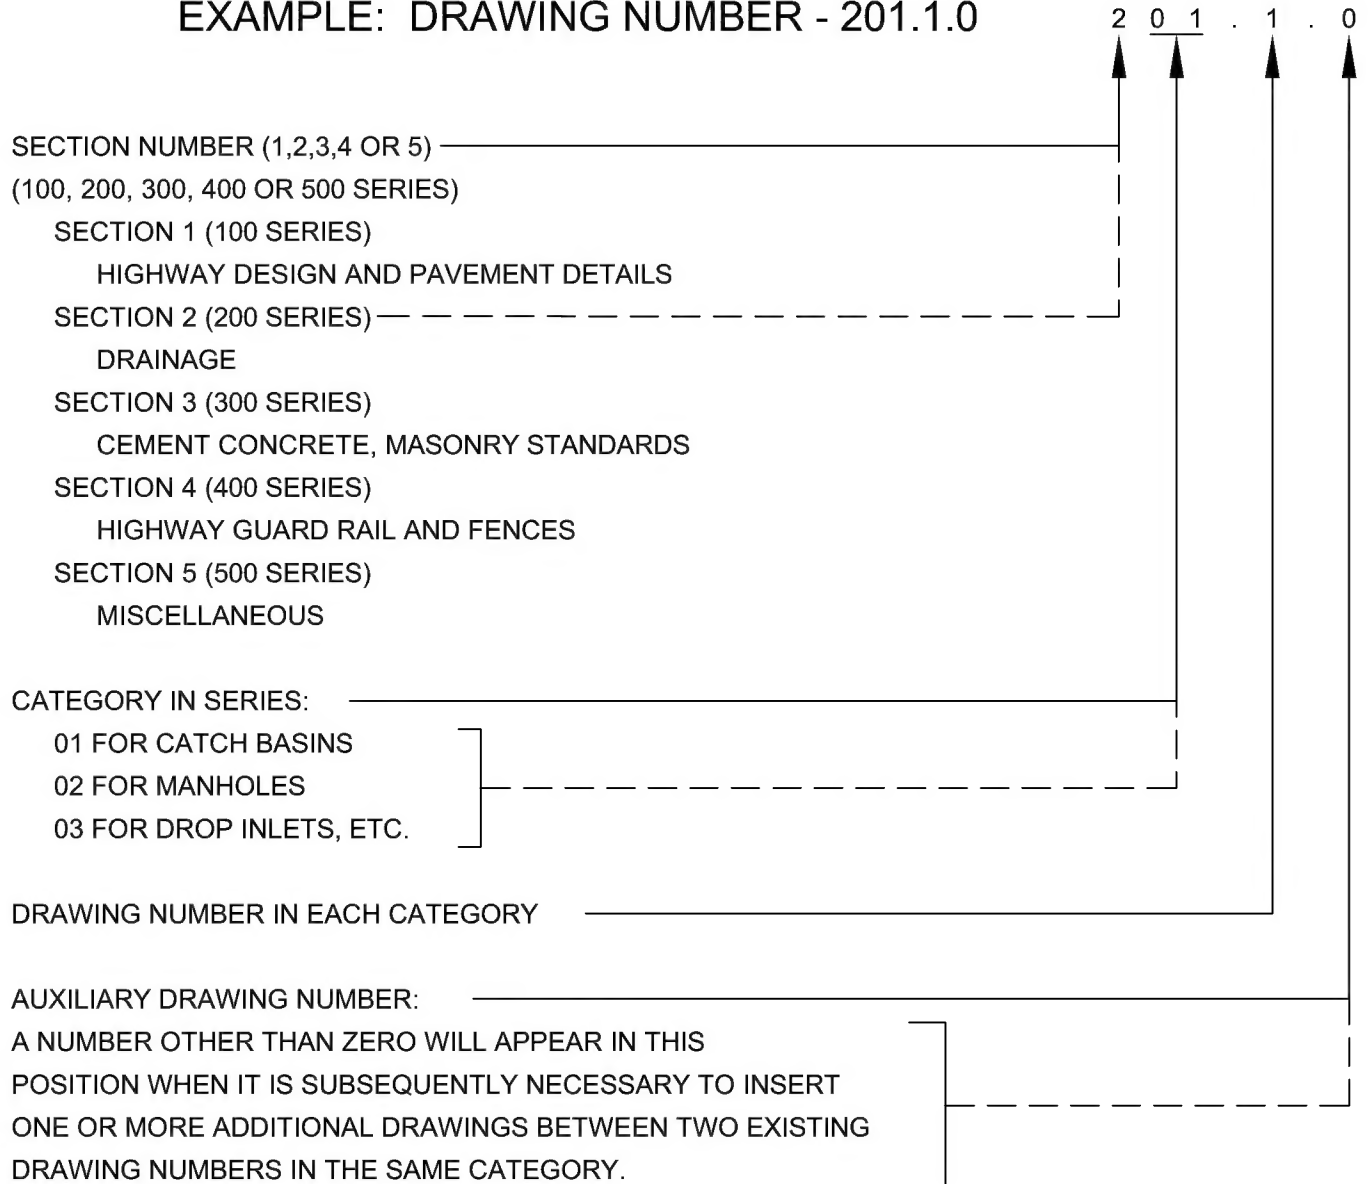 EXAMPLE: DRAWING NUMBER - 201.1.0 2 0 1 . 1 . 0
SECTION NUMBER (1,2,3,4 OR 5)
(100, 200, 300, 400 OR 500 SERIES)
SECTION 1 (100 SERIES)
HIGHWAY DESIGN AND PAVEMENT DETAILS
SECTION 2 (200 SERIES)
DRAINAGE
SECTION 3 (300 SERIES)
CEMENT CONCRETE, MASONRY STANDARDS
SECTION 4 (400 SERIES)
HIGHWAY GUARD RAIL AND FENCES
SECTION 5 (500 SERIES)
MISCELLANEOUS
CATEGORY IN SERIES:
01 FOR CATCH BASINS
02 FOR MANHOLES
03 FOR DROP INLETS, ETC.
DRAWING NUMBER IN EACH CATEGORY
AUXILIARY DRAWING NUMBER:
A NUMBER OTHER THAN ZERO WILL APPEAR IN THIS
POSITION WHEN IT IS SUBSEQUENTLY NECESSARY TO INSERT
ONE OR MORE ADDITIONAL DRAWINGS BETWEEN TWO EXISTING
DRAWING NUMBERS IN THE SAME CATEGORY.